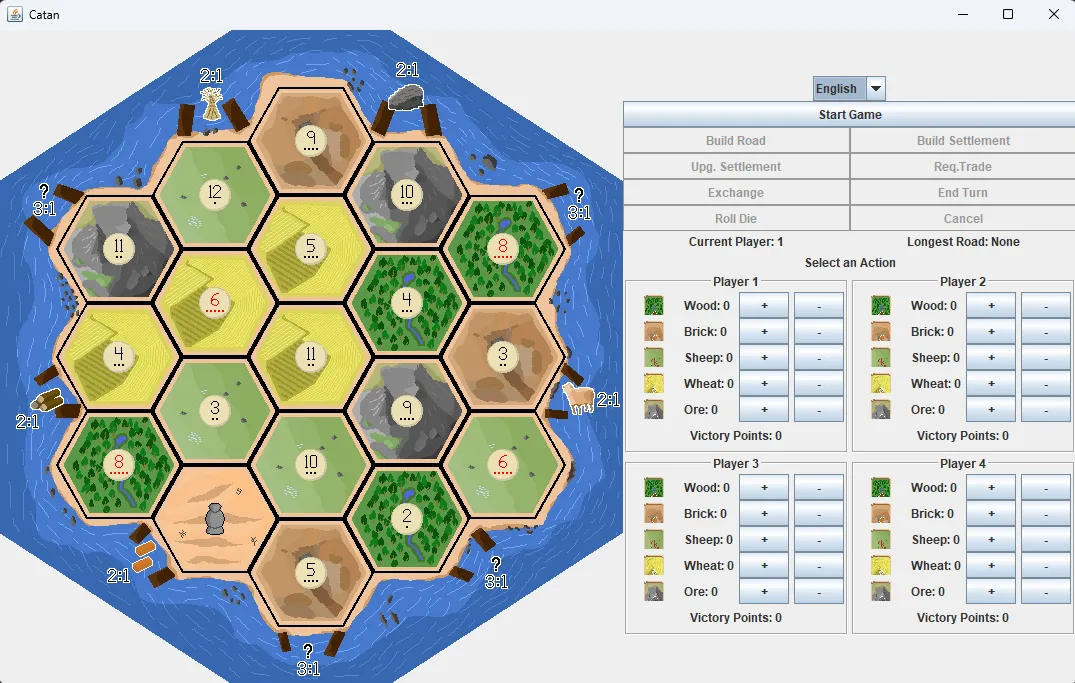 Catan
2:1
2:1
9
12
10
?
3:1
?
3:1
11
5
8
6
4
4
11
3
2:1
2:1
3
9
8
10
6
2
2:1
5
?
3:1
?
3:1
English
Start Game
Build Road
Build Settlement
Upg. Settlement
Req.Trade
Exchange
End Turn
Roll Die
Cancel
Current Player: 1
Longest Road: None
Select an Action
Player 1
Wood: 0 + -
Brick: 0 + -
Sheep: 0 + -
Wheat: 0 + -
Ore: 0 + -
Victory Points: 0
Player 2
Wood: 0 + -
Brick: 0 + -
Sheep: 0 + -
Wheat: 0 + -
Ore: 0 + -
Victory Points: 0
Player 3
Wood: 0 + -
Brick: 0 + -
Sheep: 0 + -
Wheat: 0 + -
Ore: 0 + -
Victory Points: 0
Player 4
Wood: 0 + -
Brick: 0 + -
Sheep: 0 + -
Wheat: 0 + -
Ore: 0 + -
Victory Points: 0